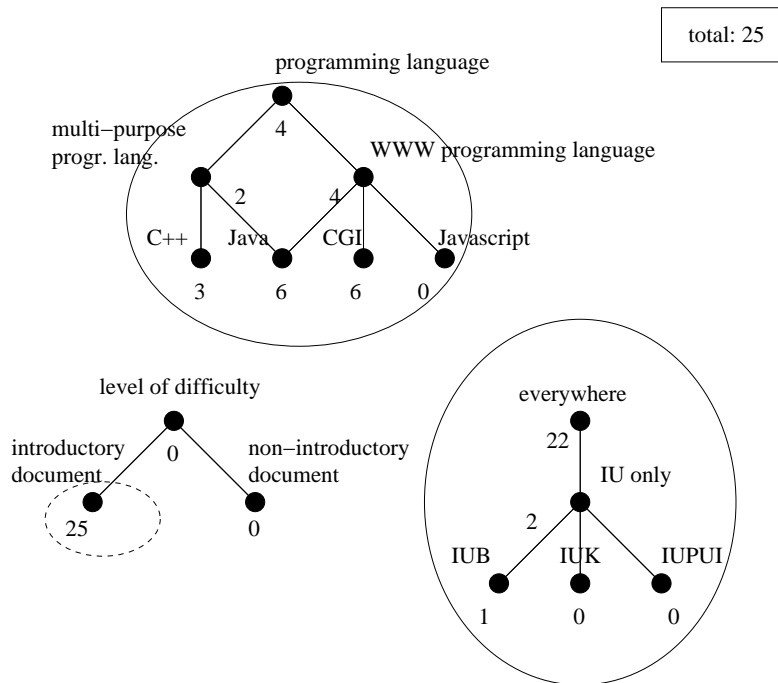 total: 25
programming language
multi−purpose
progr. lang.
4
WWW programming language
2
4
C++
Java
CGI
Javascript
3
6
6
0
level of difficulty
introductory
document
0
non−introductory
document
25
0
everywhere
22
IU only
2
IUB
IUK
IUPUI
1
0
0